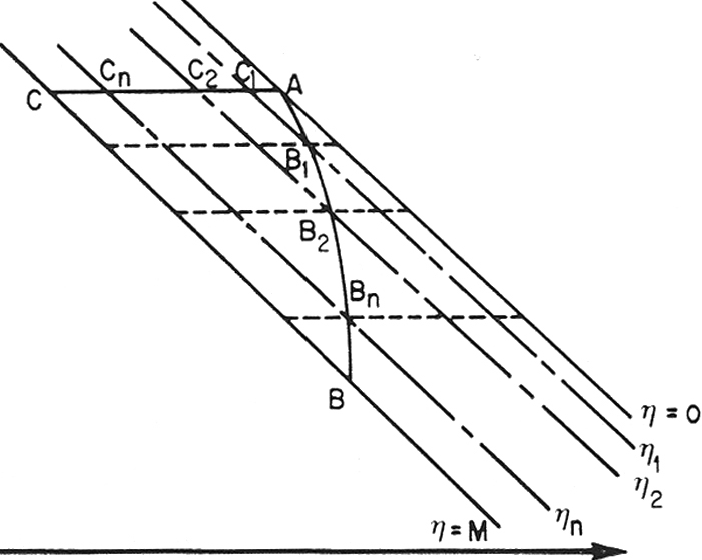 C Cₙ C₂ C₁ A
B₁
B₂
Bₙ
B
η = 0
η₁
η₂
ηₙ
η = M